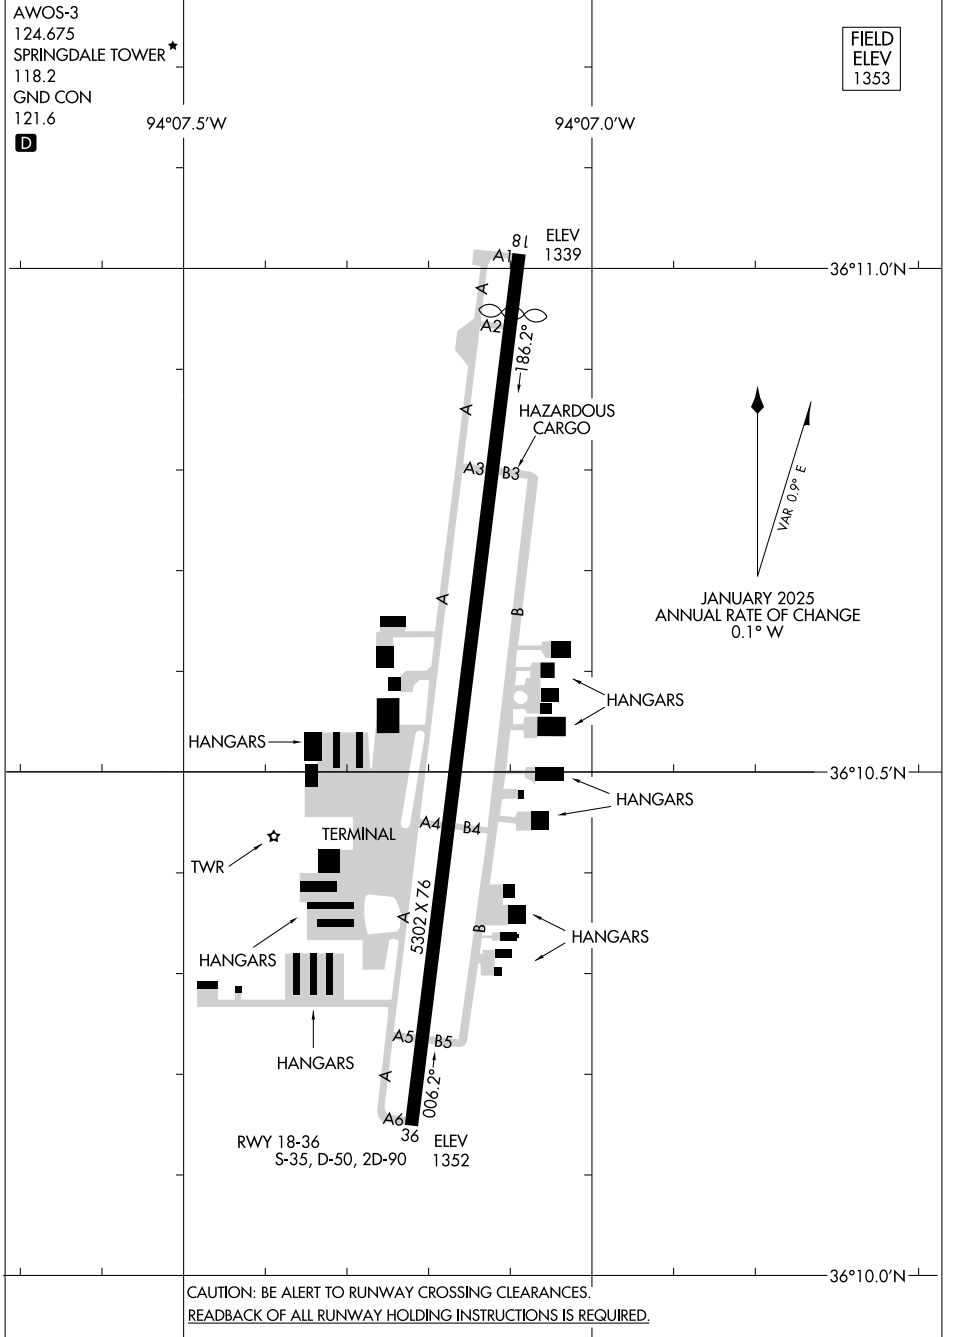 AWOS-3
124.675
SPRINGDALE TOWER★
118.2
GND CON
121.6
D
FIELD
ELEV
1353
94°07.5'W
94°07.0'W
18
ELEV
1339
A1
36°11.0'N
A
A2
186.2°
A
HAZARDOUS
CARGO
A3
B3
VAR 0.9° E
A
B
JANUARY 2025
ANNUAL RATE OF CHANGE
0.1° W
HANGARS
HANGARS
36°10.5'N
HANGARS
A4
B4
TERMINAL
TWR
5302 X 76
A
B
HANGARS
HANGARS
A5
B5
HANGARS
A
006.2°
A6
36
RWY 18-36
S-35, D-50, 2D-90
ELEV
1352
36°10.0'N
CAUTION: BE ALERT TO RUNWAY CROSSING CLEARANCES.
READBACK OF ALL RUNWAY HOLDING INSTRUCTIONS IS REQUIRED.